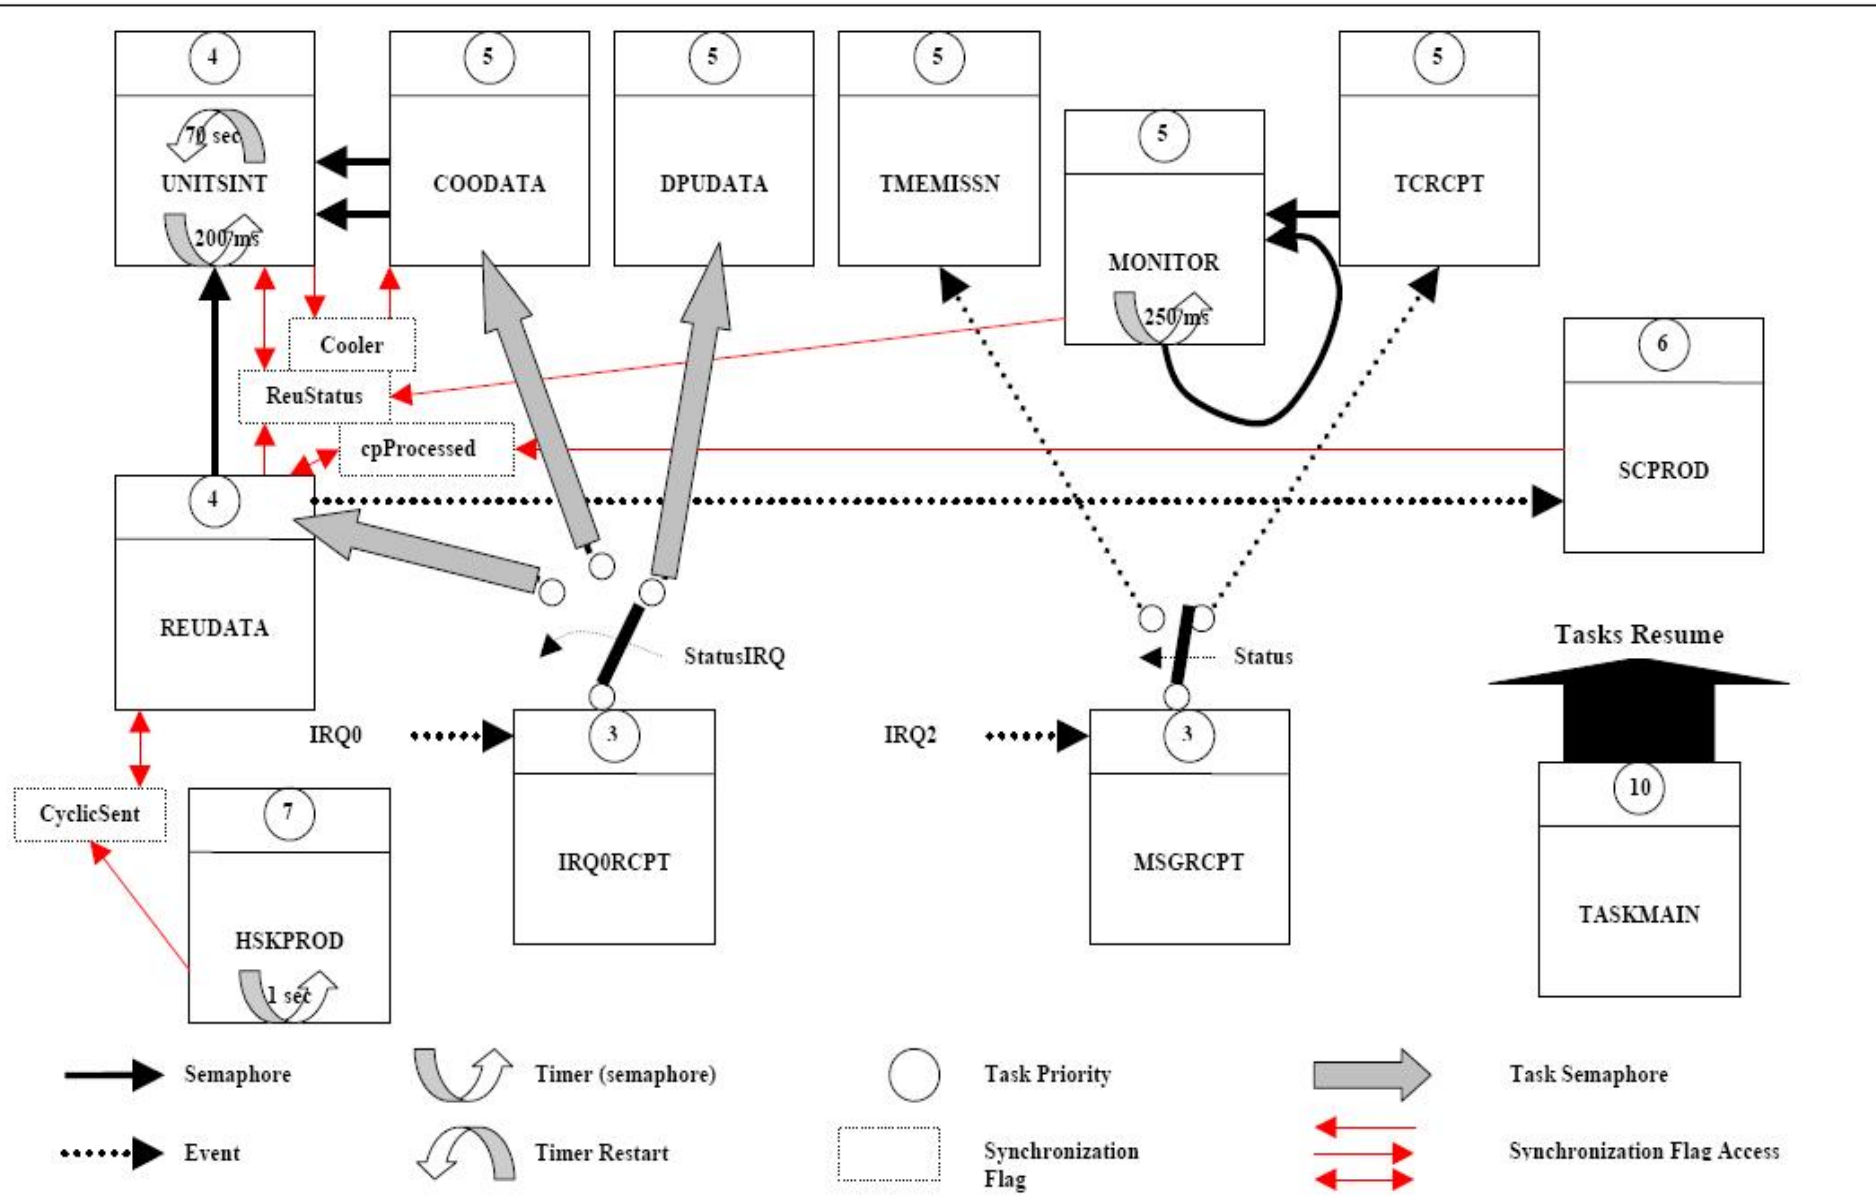 4
5
5
5
5
5
70 sec
UNITSINT
COODATA
DPUDATA
TMEMISSN
TCRCPT
200/ms
MONITOR
250/ms
Cooler
6
ReuStatus
cpProcessed
SCPROD
4
REUDATA
StatusIRQ
Status
Tasks Resume
IRQ0
3
IRQ2
3
10
CyclicSent
7
IRQ0RCPT
MSGRCPT
TASKMAIN
HSKPROD
1 sec
Semaphore
Timer (semaphore)
Task Priority
Task Semaphore
Event
Timer Restart
Synchronization
Flag
Synchronization Flag Access